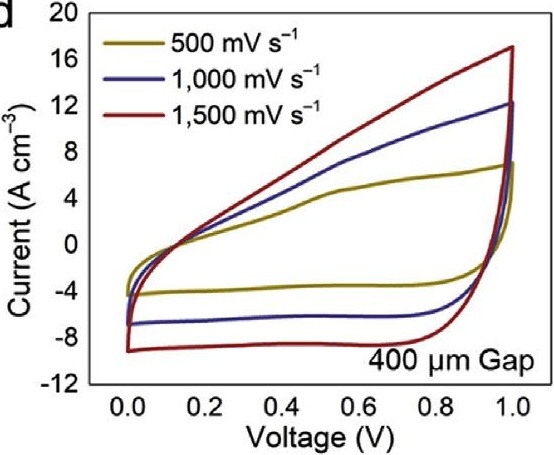 d
500 mV s⁻¹
1,000 mV s⁻¹
1,500 mV s⁻¹
Current (A cm⁻³)
20
16
12
8
4
0
-4
-8
-12
400 μm Gap
0.0 0.2 0.4 0.6 0.8 1.0
Voltage (V)